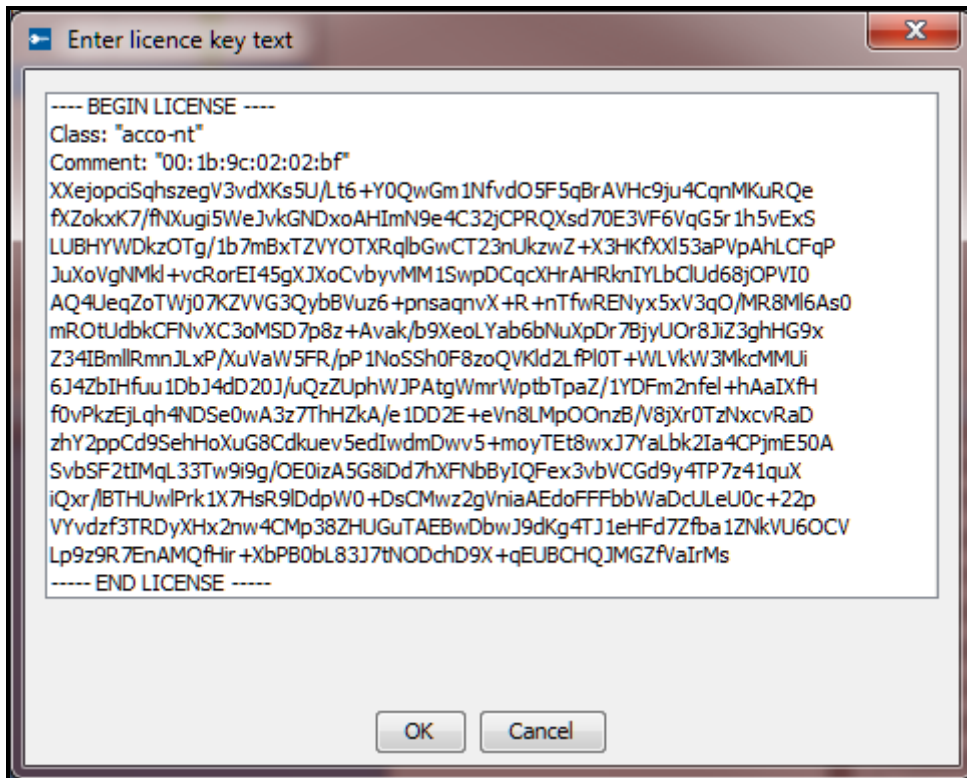 Enter licence key text
---- BEGIN LICENSE ----
Class: "acco-nt"
Comment: "00:1b:9c:02:02:bf"
XXejopciSqhszegV3vdXKs5U/Lt6+Y0QwGm1NfvdO5F5qBrAVHc9ju4CqnMKuRQe
fXZokxK7/fNXugi5WeJvkGNDxoAHImN9e4C32jCPRQXsd70E3VF6VqG5r1h5vExS
LUBHYWDkzOTg/1b7mBxTZVYOTXRqlbGwCT23nUkzwZ+X3HKfXXl53aPVpAhLCFqP
JuXoVgNMkl+vcRorEI45gXJXoCvbyvMM1SwpDCqcXHrAHRknIYLbClUd68jOPVI0
AQ4UeqZoTWj07KZVVG3QybBVuz6+pnsaqnvX+R+nTfwRENyx5xV3qO/MR8Ml6As0
mROtUdbkCFNvXC3oMSD7p8z+Avak/b9XeoLYab6bNuXpDr7BjyUOr8JiZ3ghHG9x
Z34IBmllRmnJLxP/XuVaW5FR/pP1NoSSh0F8zoQVKld2LfPl0T+WLVkW3MkcMMUi
6J4ZbIHfuu1DbJ4dD20J/uQzZUphWJPAtgWmrWptbTpaZ/1YDFm2nfel+hAaIXfH
f0vPkzEjLqh4NDSe0wA3z7ThHZkA/e1DD2E+eVn8LMpOOnzB/V8jXr0TzNxcvRaD
zhY2ppCd9SehHoXuG8Cdkuev5edIwdmDwv5+moyTEt8wxJ7YaLbk2Ia4CPjmE50A
SvbSF2tIMqL33Tw9i9g/OE0izA5G8iDd7hXFNbByIQFex3vbVCGd9y4TP7z41quX
iQxr/lBTHUwlPrk1X7HsR9lDdpW0+DsCMwz2gVniaAEdoFFFbbWaDcULeU0c+22p
VYvdzf3TRDyXHx2nw4CMp38ZHUGuTAEBwDbwJ9dKg4TJ1eHFd7Zfba1ZNkVU6OCV
Lp9z9R7EnAMQfHir+XbPB0bL83J7tNODchD9X+qEUBCHQJMGZfVaIrMs
----- END LICENSE -----
OK
Cancel